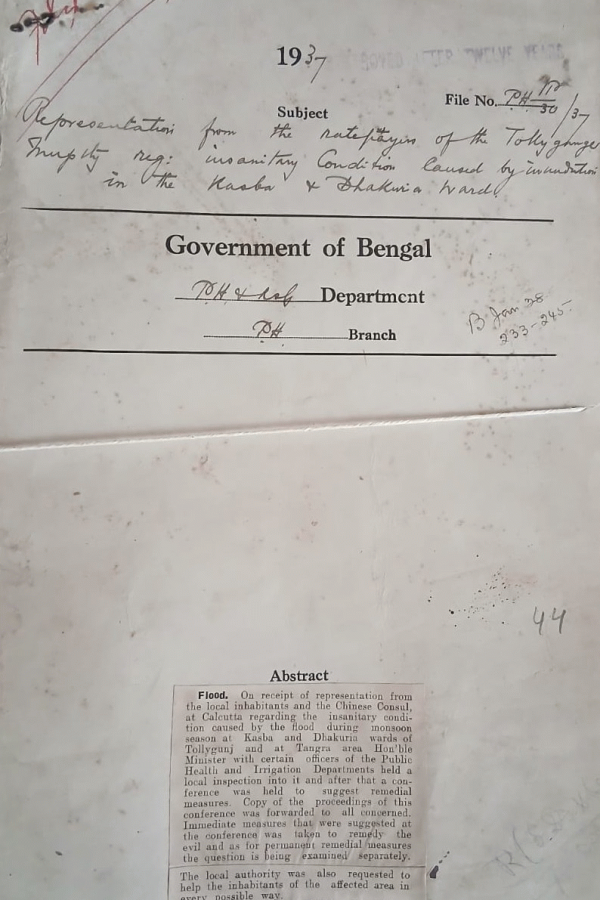 1937
File No. PH
30 /37
Subject
Representation from the ratepayers of the Tollygunge
Muplty reg: insanitary Condition Caused by inundation
in the Kasba & Dhakuria Ward.
Government of Bengal
PH & LSG Department
PH Branch
B. Jan 38
233-245
44
Abstract
Flood. On receipt of representation from
the local inhabitants and the Chinese Consul,
at Calcutta regarding the insanitary condi-
tion caused by the flood during monsoon
season at Kasba and Dhakuria wards of
Tollygunj and at Tangra area Hon'ble
Minister with certain officers of the Public
Health and Irrigation Departments held a
local inspection into it and after that a con-
ference was held to suggest remedial
measures. Copy of the proceedings of this
conference was forwarded to all concerned.
Immediate measures that were suggested at
the conference was taken to remedy the
evil and as for permanent remedial measures
the question is being examined separately.
The local authority was also requested to
help the inhabitants of the affected area in
every possible way.